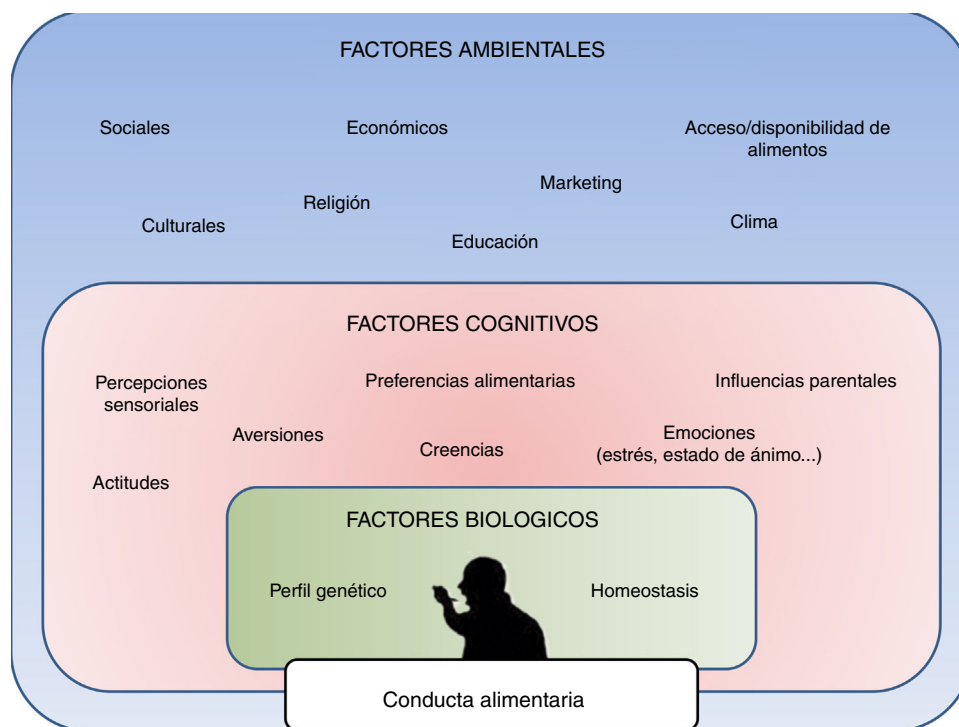 FACTORES AMBIENTALES
Sociales
Económicos
Acceso/disponibilidad de
alimentos
Marketing
Religión
Culturales
Clima
Educación
FACTORES COGNITIVOS
Percepciones
sensoriales
Preferencias alimentarias
Influencias parentales
Aversiones
Creencias
Emociones
(estrés, estado de ánimo...)
Actitudes
FACTORES BIOLOGICOS
Perfil genético
Homeostasis
Conducta alimentaria